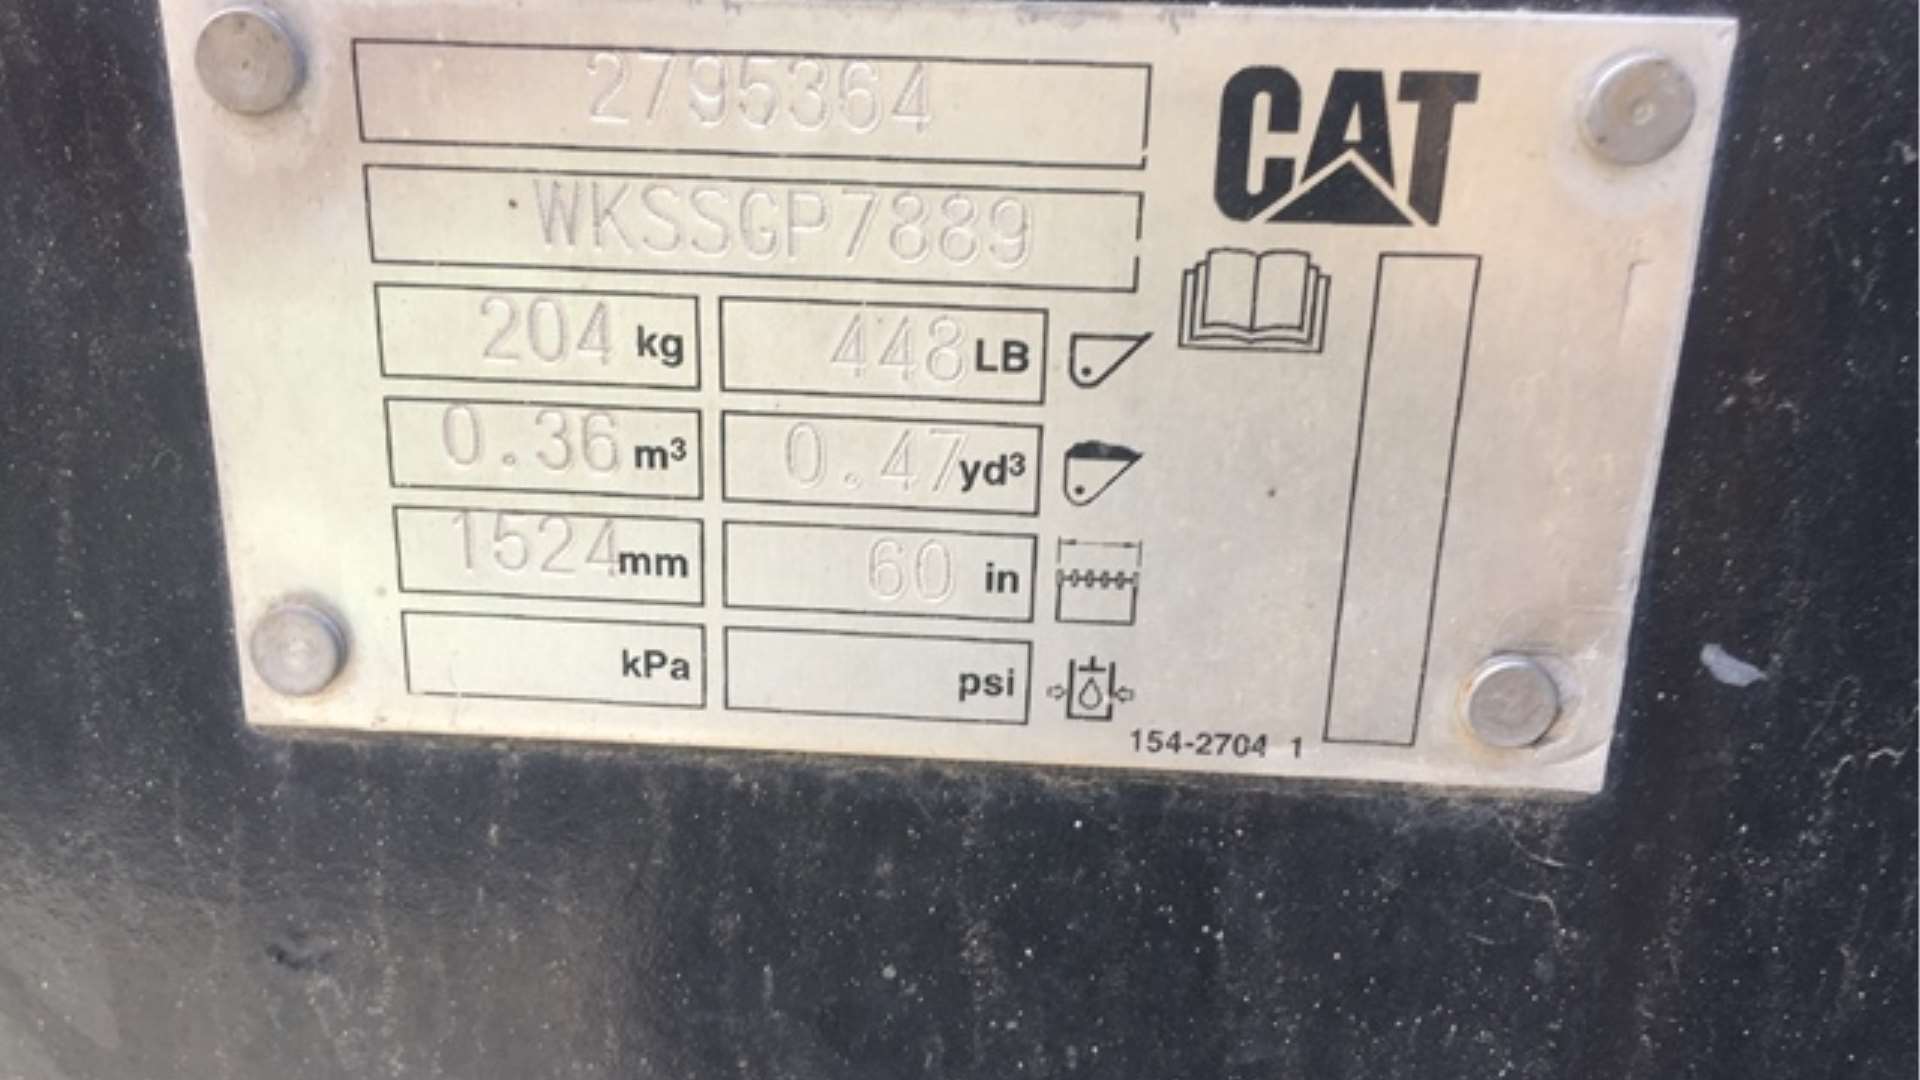 2795364
CAT
WKSSGP7889
204 kg 448 LB
0.36 m³ 0.47 yd³
1524 mm 60 in
kPa psi
154-2704 1